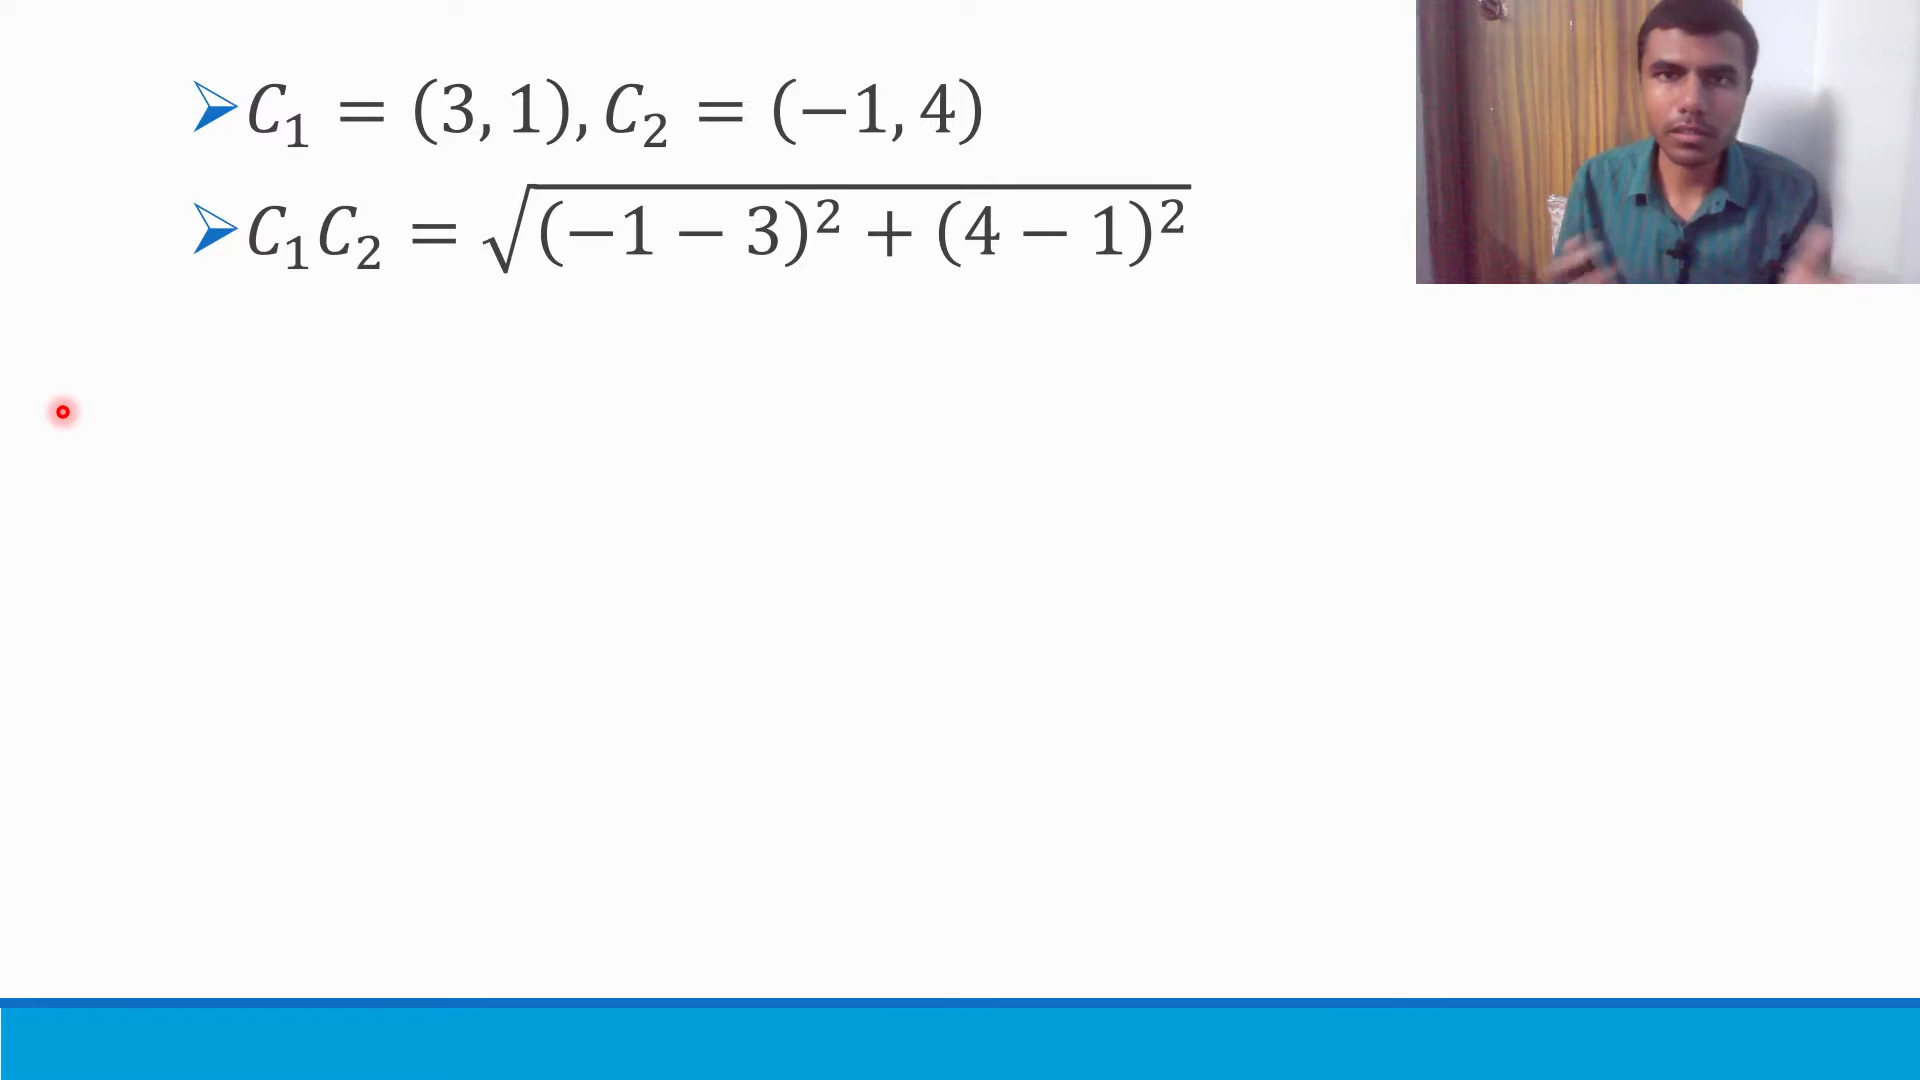 C₁ = (3, 1), C₂ = (−1, 4)
C₁C₂ = √((−1 − 3)² + (4 − 1)²)